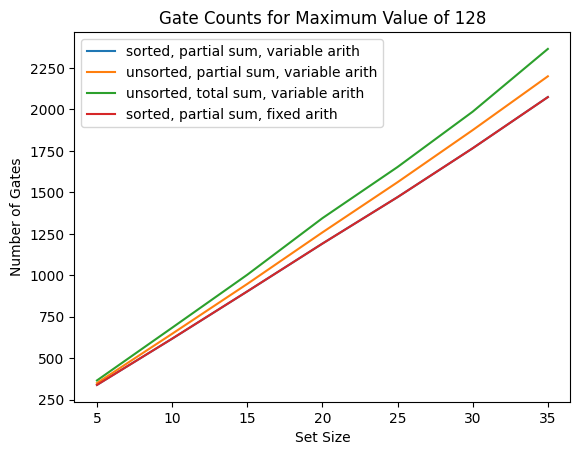 Gate Counts for Maximum Value of 128
sorted, partial sum, variable arith
unsorted, partial sum, variable arith
unsorted, total sum, variable arith
sorted, partial sum, fixed arith
Number of Gates
2250
2000
1750
1500
1250
1000
750
500
250
5 10 15 20 25 30 35
Set Size